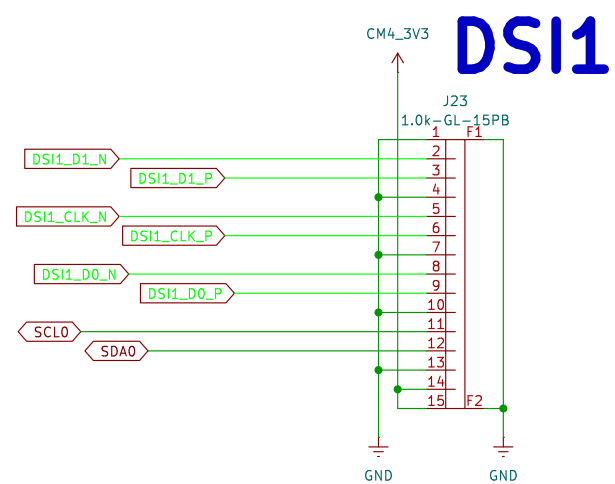 DSI1
CM4_3V3
J23
1.0k-GL-15PB
1 F1
DSI1_D1_N 2
DSI1_D1_P 3
4
DSI1_CLK_N 5
DSI1_CLK_P 6
7
DSI1_D0_N 8
DSI1_D0_P 9
10
SCL0 11
SDA0 12
13
14
15 F2
GND GND